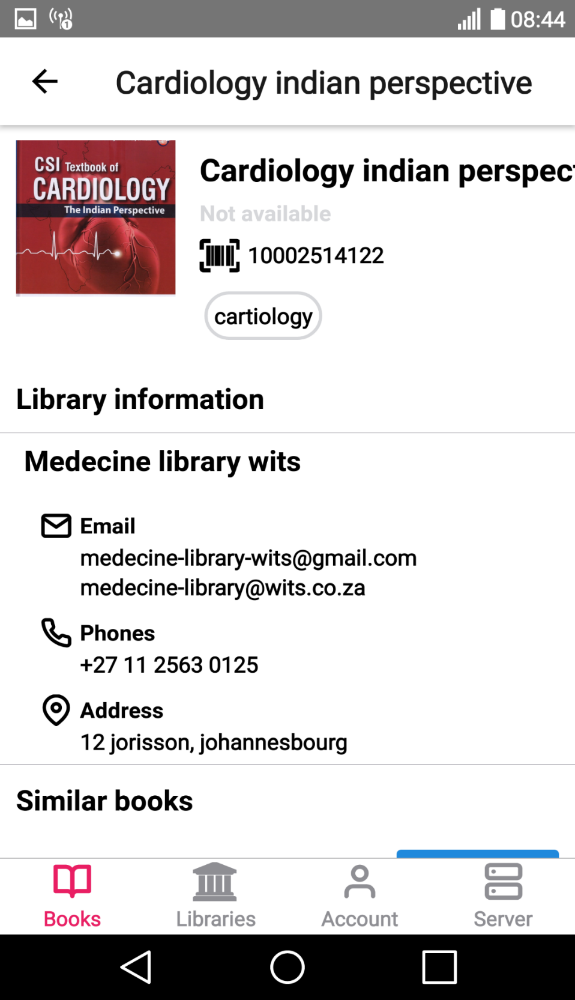 08:44
Cardiology indian perspective
CSI Textbook of
CARDIOLOGY
The Indian Perspective
Cardiology indian perspect
Not available
10002514122
cartiology
Library information
Medecine library wits
Email
medecine-library-wits@gmail.com
medecine-library@wits.co.za
Phones
+27 11 2563 0125
Address
12 jorisson, johannesbourg
Similar books
Books Libraries Account Server